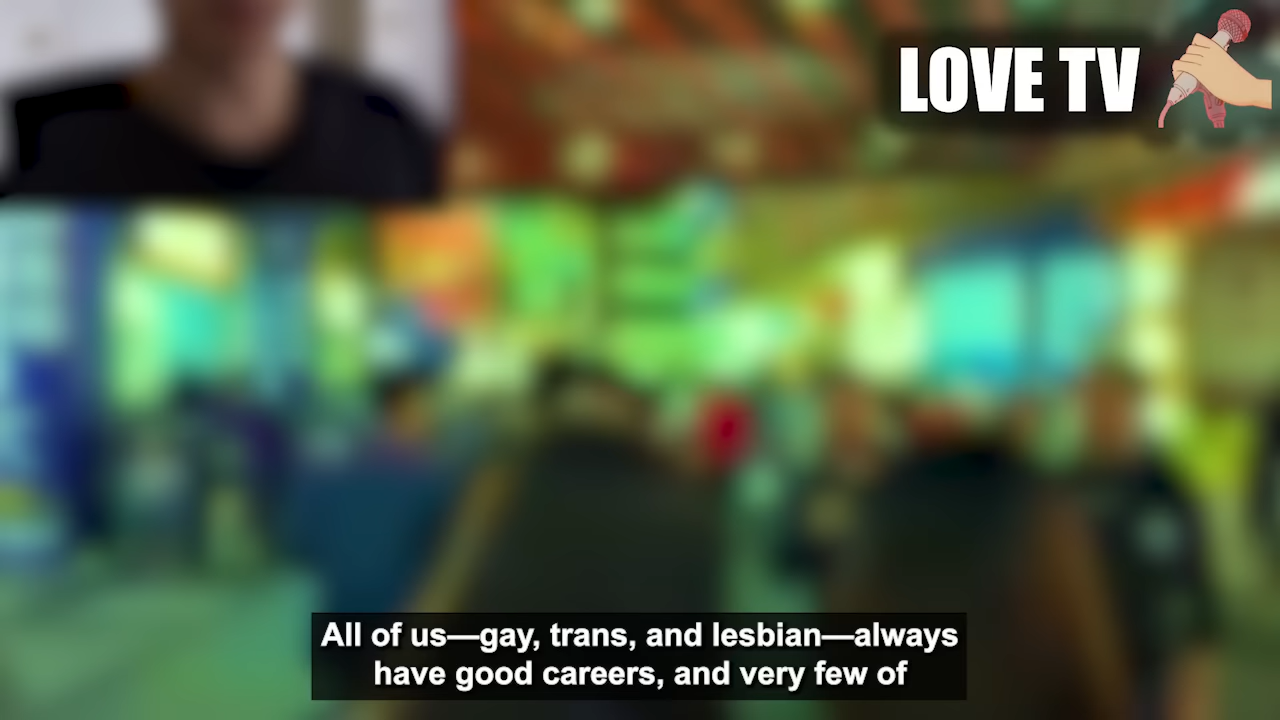 LOVE TV
All of us—gay, trans, and lesbian—always
have good careers, and very few of